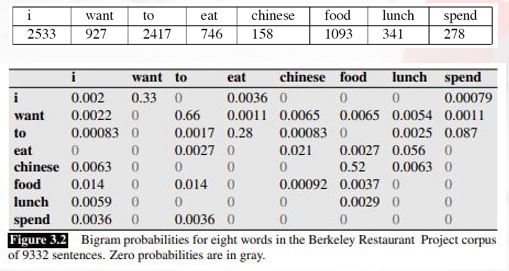 i want to eat chinese food lunch spend
2533 927 2417 746 158 1093 341 278
i want to eat chinese food lunch spend
i 0.002 0.33 0 0.0036 0 0 0 0.00079
want 0.0022 0 0.66 0.0011 0.0065 0.0065 0.0054 0.0011
to 0.00083 0 0.0017 0.28 0.00083 0 0.0025 0.087
eat 0 0 0.0027 0 0.021 0.0027 0.056 0
chinese 0.0063 0 0 0 0 0.52 0.0063 0
food 0.014 0 0.014 0 0.00092 0.0037 0 0
lunch 0.0059 0 0 0 0 0.0029 0 0
spend 0.0036 0 0.0036 0 0 0 0 0
Figure 3.2 Bigram probabilities for eight words in the Berkeley Restaurant Project corpus
of 9332 sentences. Zero probabilities are in gray.